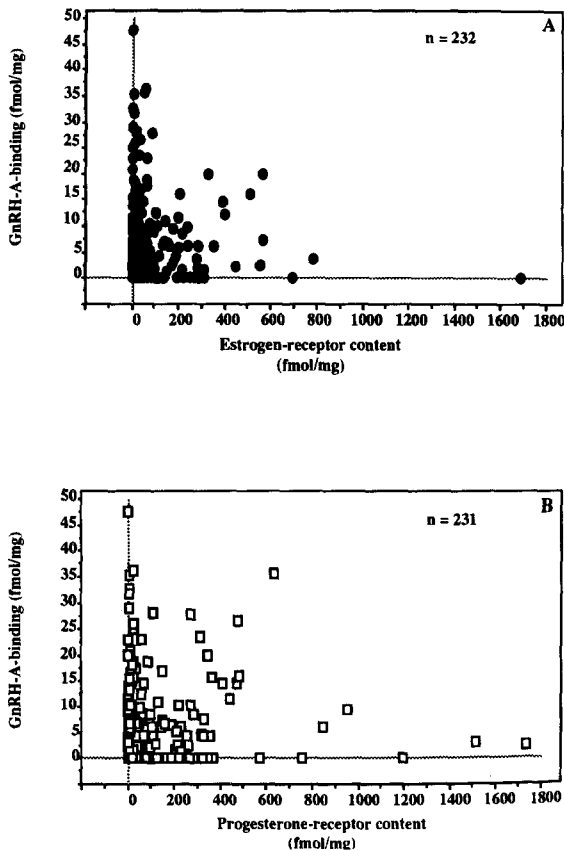 A
n = 232
GnRH-A-binding (fmol/mg)
50
45
40
35
30
25
20
15
10
5
0
0 200 400 600 800 1000 1200 1400 1600 1800
Estrogen-receptor content
(fmol/mg)
B
n = 231
GnRH-A-binding (fmol/mg)
50
45
40
35
30
25
20
15
10
5
0
0 200 400 600 800 1000 1200 1400 1600 1800
Progesterone-receptor content
(fmol/mg)